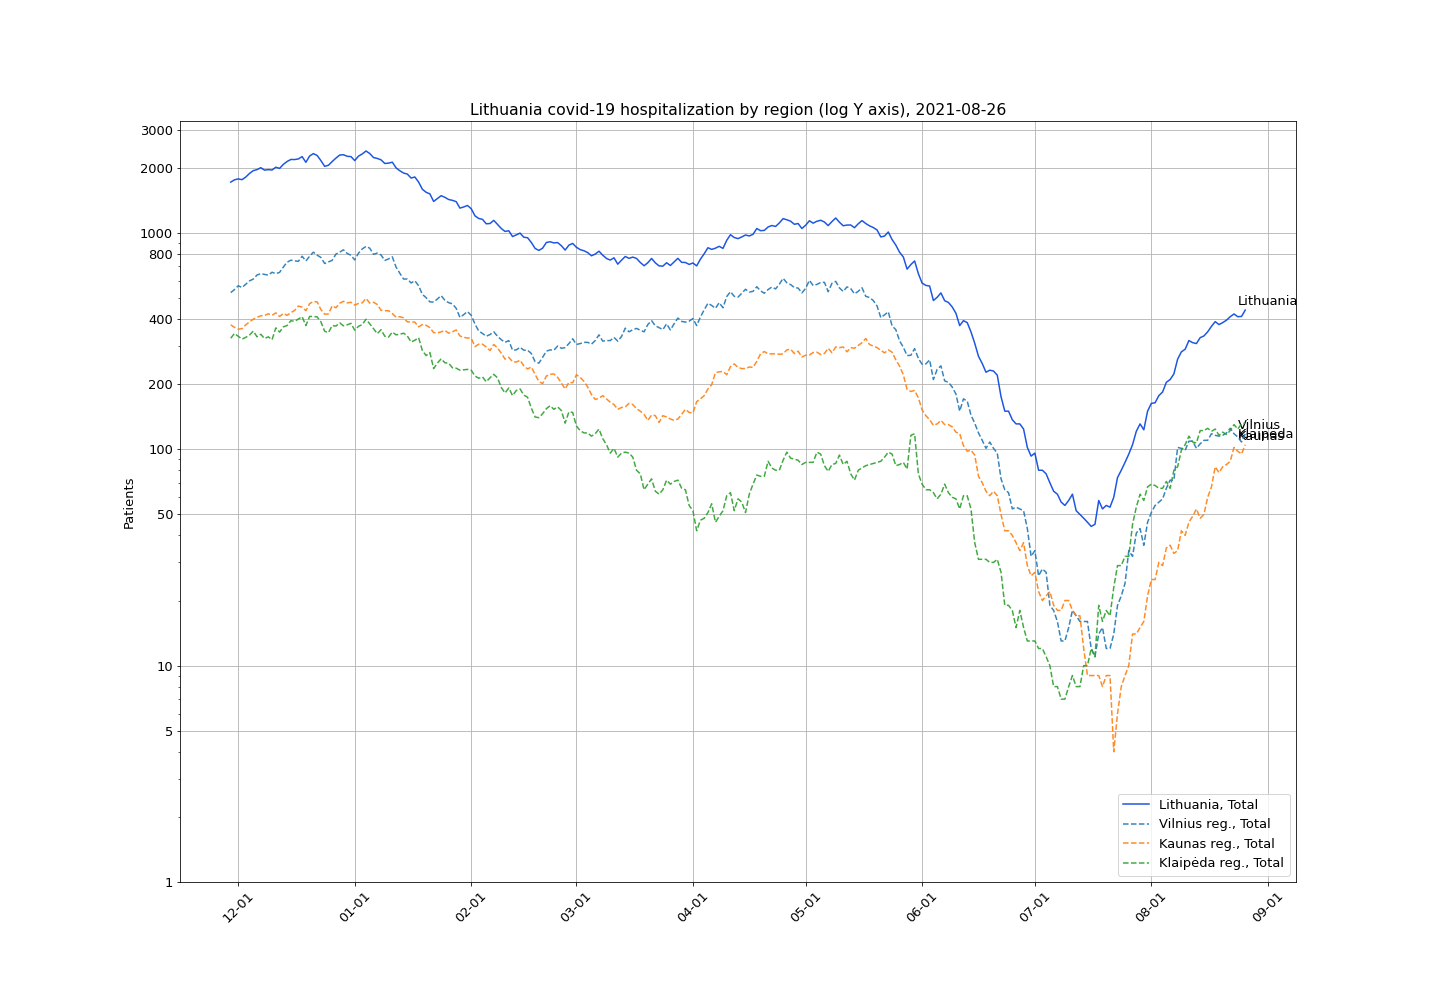 Lithuania covid-19 hospitalization by region (log Y axis), 2021-08-26
3000
2000
1000
800
400
200
100
50
10
5
1
Patients
Lithuania
Vilnius
Klaipėda
Kaunas
Lithuania, Total
Vilnius reg., Total
Kaunas reg., Total
Klaipėda reg., Total
12-01
01-01
02-01
03-01
04-01
05-01
06-01
07-01
08-01
09-01